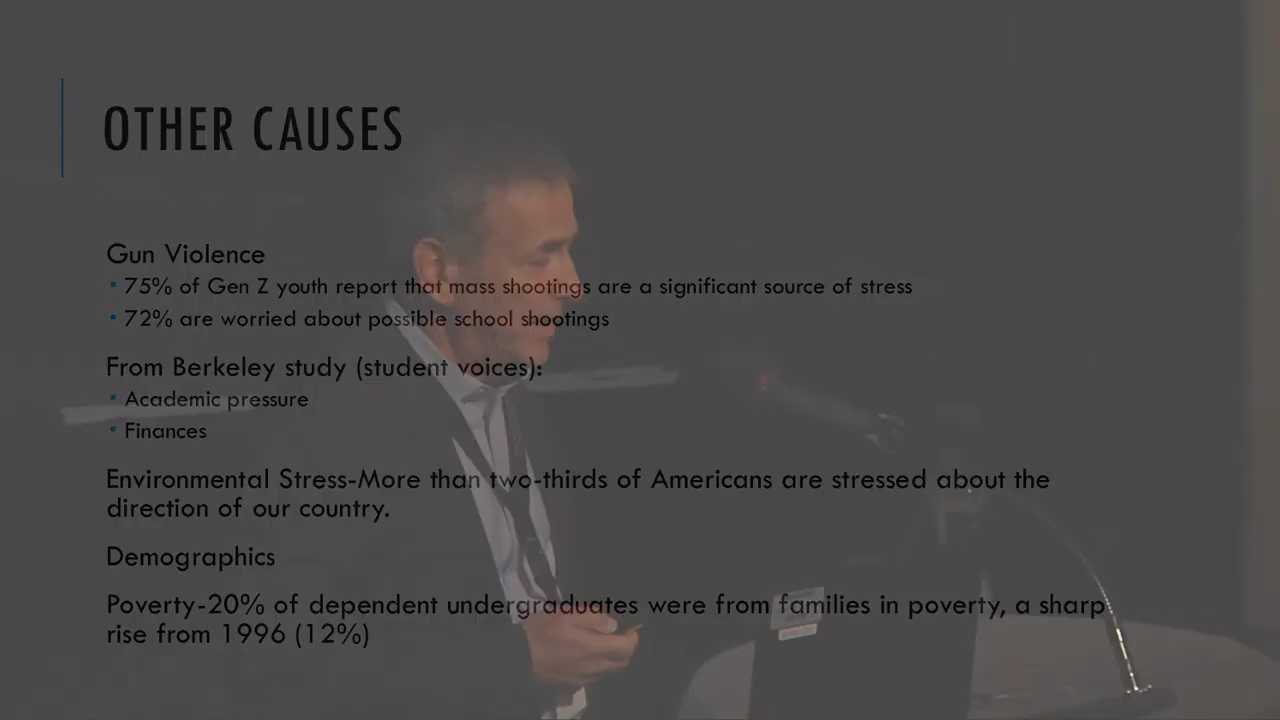 OTHER CAUSES
Gun Violence
75% of Gen Z youth report that mass shootings are a significant source of stress
72% are worried about possible school shootings
From Berkeley study (student voices):
Academic pressure
Finances
Environmental Stress-More than two-thirds of Americans are stressed about the
direction of our country.
Demographics
Poverty-20% of dependent undergraduates were from families in poverty, a sharp
rise from 1996 (12%)